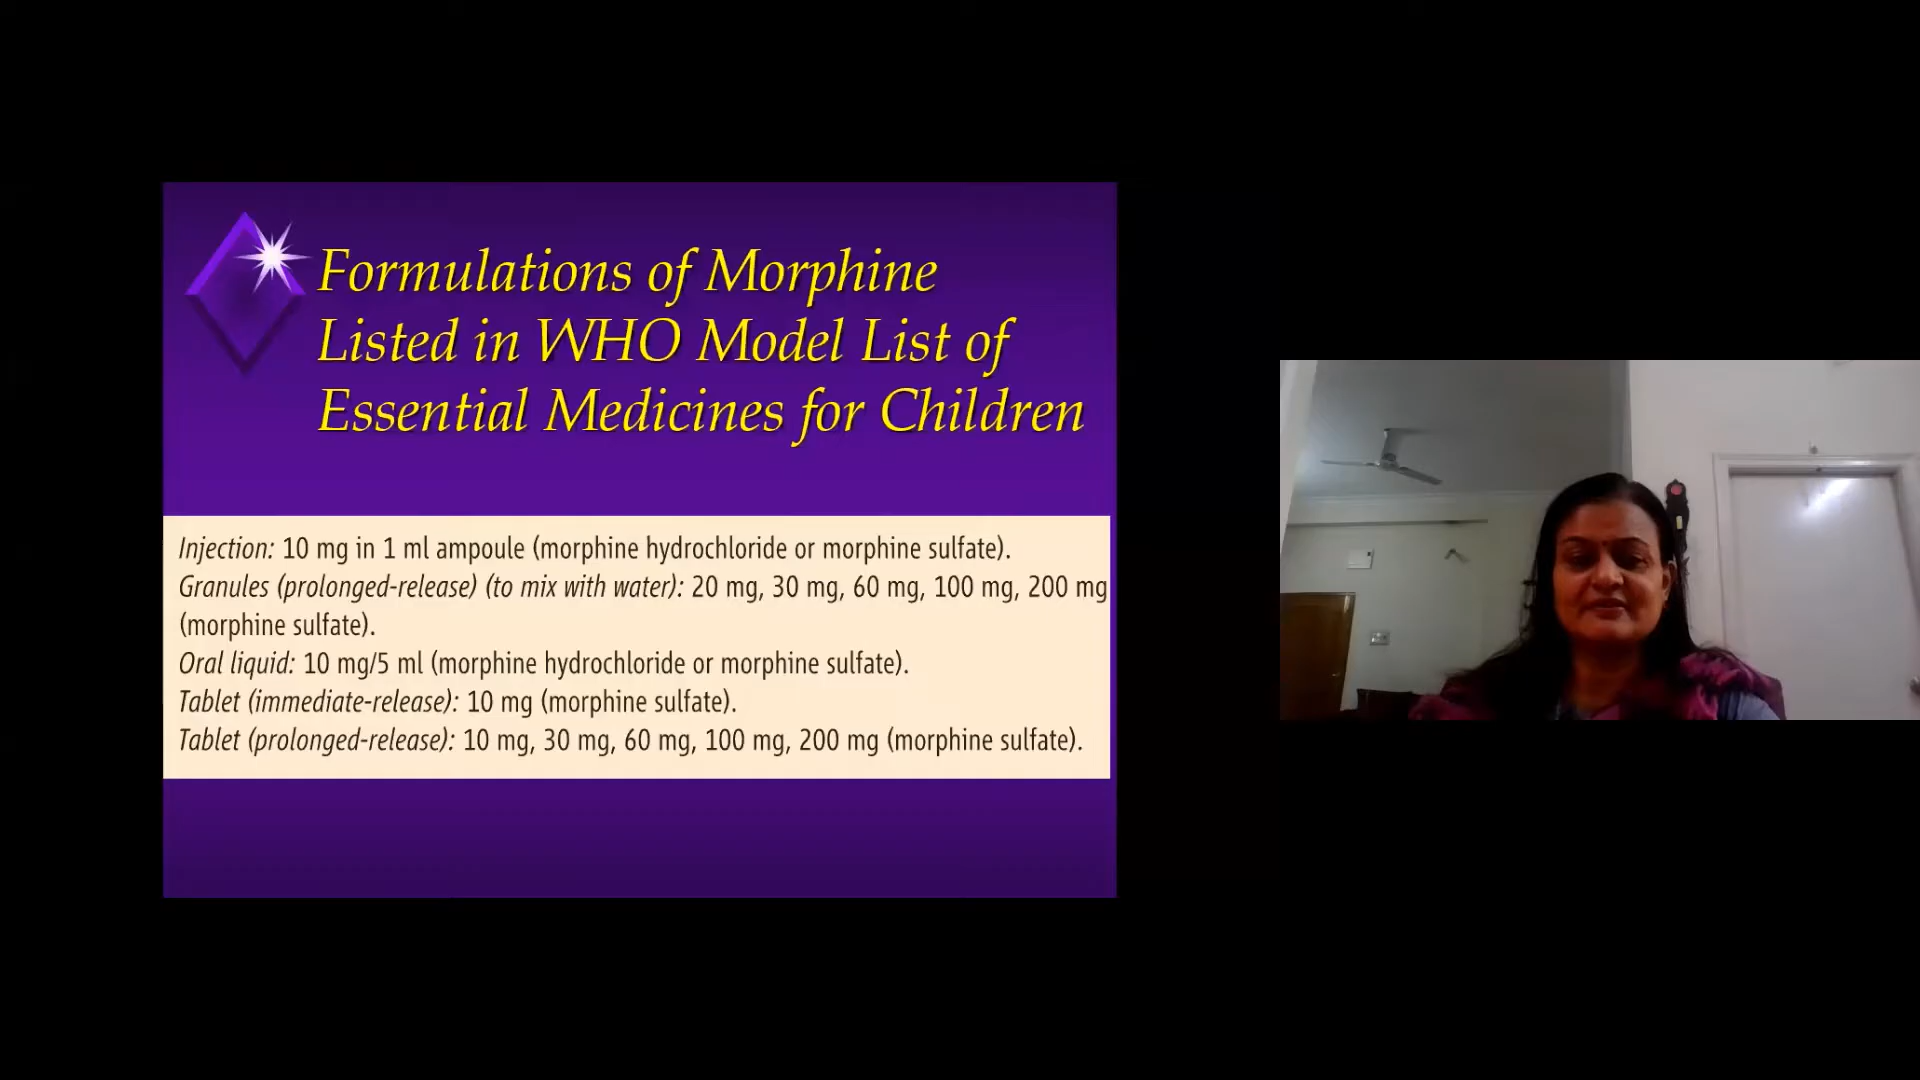 Formulations of Morphine
Listed in WHO Model List of
Essential Medicines for Children
Injection: 10 mg in 1 ml ampoule (morphine hydrochloride or morphine sulfate).
Granules (prolonged-release) (to mix with water): 20 mg, 30 mg, 60 mg, 100 mg, 200 mg
(morphine sulfate).
Oral liquid: 10 mg/5 ml (morphine hydrochloride or morphine sulfate).
Tablet (immediate-release): 10 mg (morphine sulfate).
Tablet (prolonged-release): 10 mg, 30 mg, 60 mg, 100 mg, 200 mg (morphine sulfate).